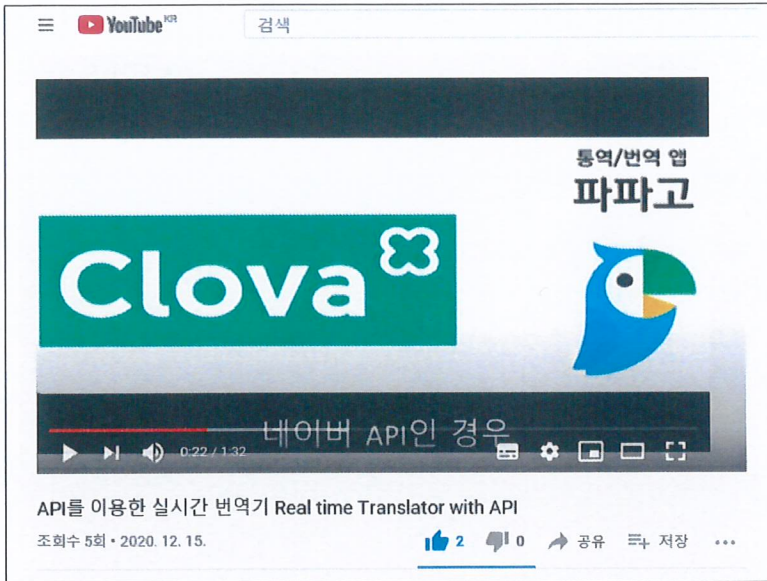 YouTube KR
검색
통역/번역 앱
파파고
Clova
네이버 API인 경우
0:22 / 1:32
API를 이용한 실시간 번역기 Real time Translator with API
조회수 5회 • 2020. 12. 15.
2
0
공유
저장